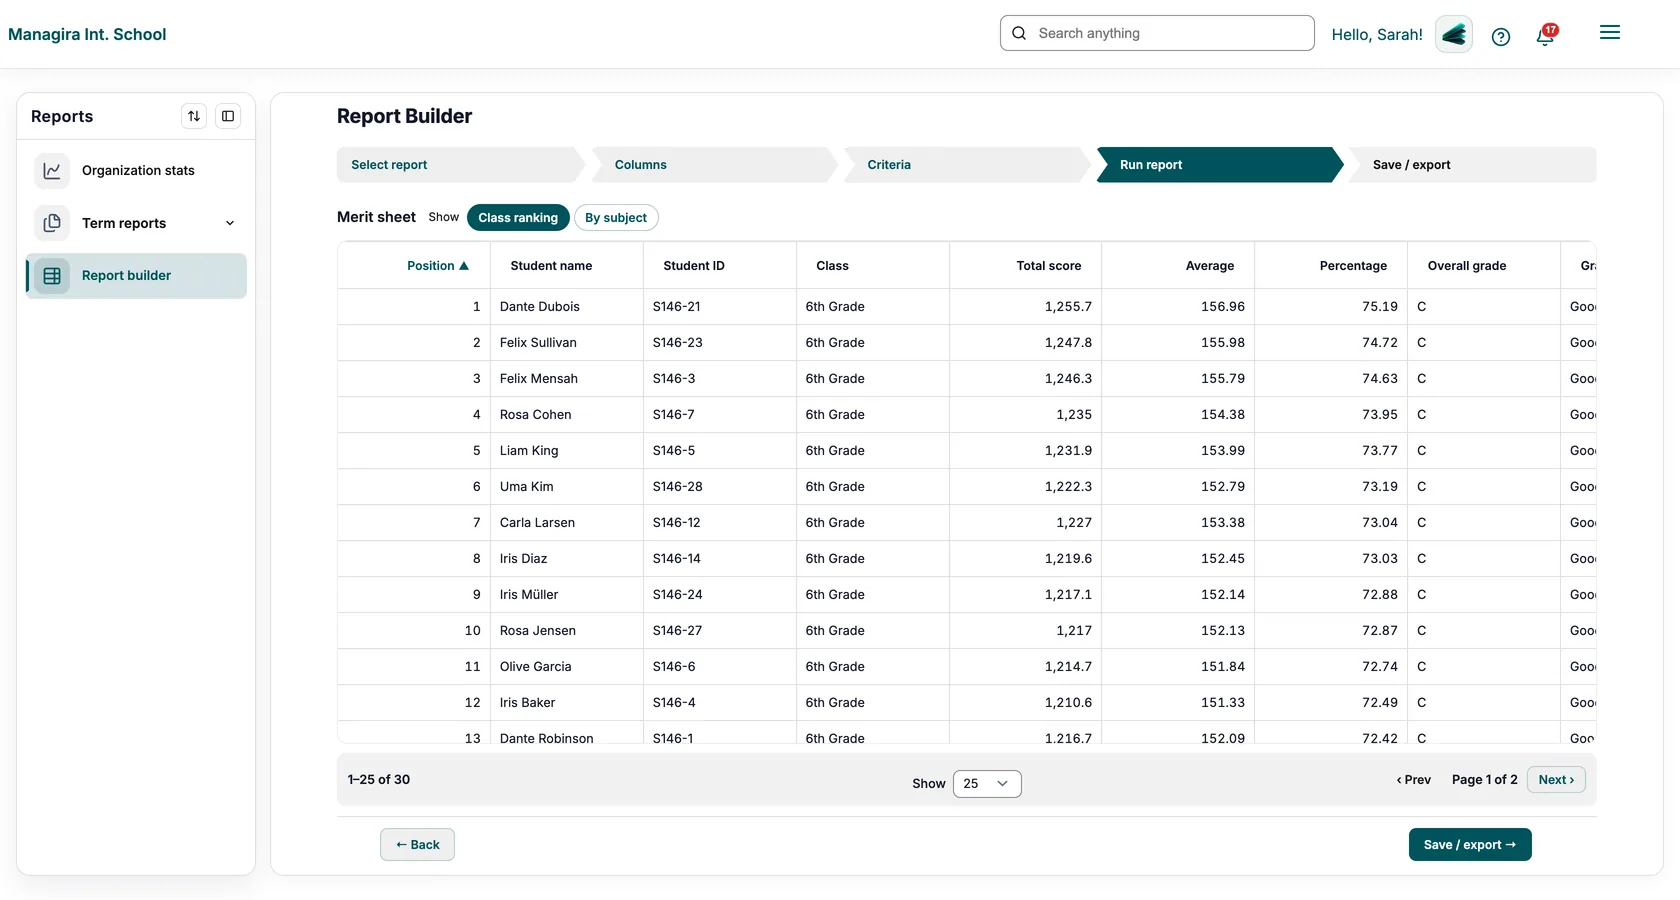 Managira Int. School
Search anything
Hello, Sarah!
17
Reports
Organization stats
Term reports
Report builder
Report Builder
Select report
Columns
Criteria
Run report
Save / export
Merit sheet Show Class ranking By subject
Position ▲ Student name Student ID Class Total score Average Percentage Overall grade
1 Dante Dubois S146-21 6th Grade 1,255.7 156.96 75.19 C
2 Felix Sullivan S146-23 6th Grade 1,247.8 155.98 74.72 C
3 Felix Mensah S146-3 6th Grade 1,246.3 155.79 74.63 C
4 Rosa Cohen S146-7 6th Grade 1,235 154.38 73.95 C
5 Liam King S146-5 6th Grade 1,231.9 153.99 73.77 C
6 Uma Kim S146-28 6th Grade 1,222.3 152.79 73.19 C
7 Carla Larsen S146-12 6th Grade 1,227 153.38 73.04 C
8 Iris Diaz S146-14 6th Grade 1,219.6 152.45 73.03 C
9 Iris Müller S146-24 6th Grade 1,217.1 152.14 72.88 C
10 Rosa Jensen S146-27 6th Grade 1,217 152.13 72.87 C
11 Olive Garcia S146-6 6th Grade 1,214.7 151.84 72.74 C
12 Iris Baker S146-4 6th Grade 1,210.6 151.33 72.49 C
13 Dante Robinson S146-1 6th Grade 1,216.7 152.09 72.42 C
1–25 of 30
Show 25
‹ Prev Page 1 of 2 Next ›
← Back
Save / export →